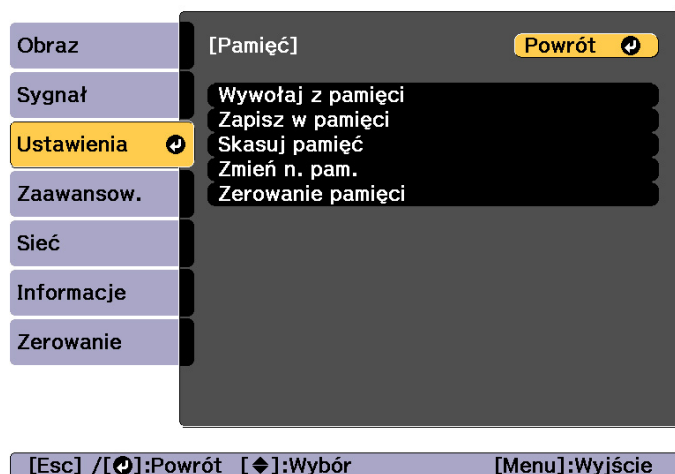 Obraz
Sygnał
Ustawienia
Zaawansow.
Sieć
Informacje
Zerowanie
[Pamięć]
Powrót
Wywołaj z pamięci
Zapisz w pamięci
Skasuj pamięć
Zmień n. pam.
Zerowanie pamięci
[Esc] /[⏎]:Powrót [◆]:Wybór [Menu]:Wyjście